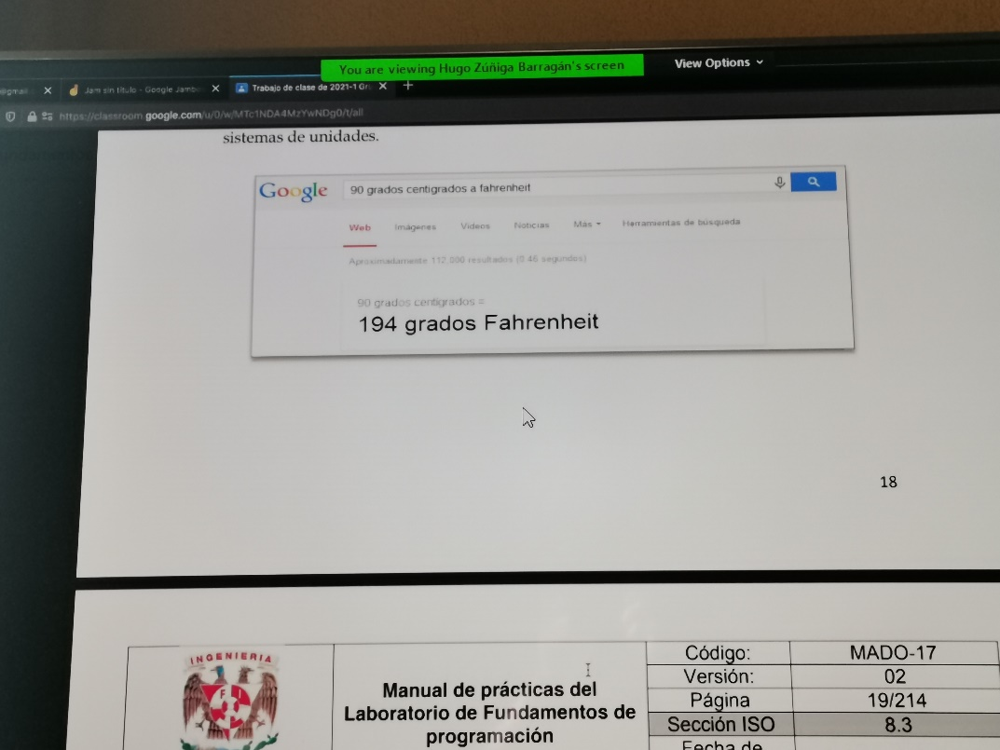 You are viewing Hugo Zúñiga Barragán's screen
View Options
@gmail
Jam sin título - Google Jambo
Trabajo de clase de 2021-1 Gr
https://classroom.google.com/u/0/w/MTc1NDA4MzYwNDg0/t/all
sistemas de unidades.
Google
90 grados centigrados a fahrenheit
Web Imágenes Videos Noticias Más Herramientas de búsqueda
Aproximadamente 112,000 resultados (0.46 segundos)
90 grados centigrados =
194 grados Fahrenheit
18
INGENIERIA
Manual de prácticas del
Laboratorio de Fundamentos de
programación
Código: MADO-17
Versión: 02
Página 19/214
Sección ISO 8.3
Fecha de